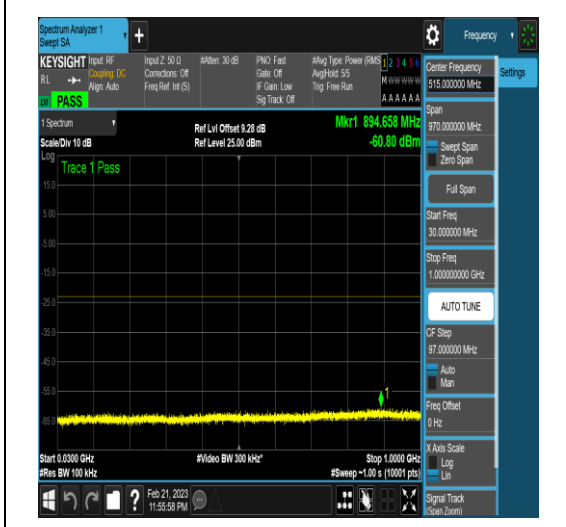 Spectrum Analyzer 1
Swept SA
+
Frequency
KEYSIGHT
Input: RF
Coupling: DC
Align: Auto
Input Z: 50 Ω
Corrections: Off
Freq Ref: Int (S)
#Atten: 30 dB
PNO: Fast
Gate: Off
IF Gain: Low
Sig Track: Off
#Avg Type: Power (RMS
Avg|Hold: 5/5
Trig: Free Run
1 2 3 4 5 6
M W W W W W
A A A A A A
RL
PASS
1 Spectrum
Scale/Div 10 dB
Ref Lvl Offset 9.28 dB
Ref Level 25.00 dBm
Mkr1 894.658 MHz
-60.80 dBm
Log
Trace 1 Pass
15.0
5.00
-5.00
-15.0
-25.0
-35.0
-45.0
-55.0
-65.0
1
Start 0.0300 GHz
#Res BW 100 kHz
#Video BW 300 kHz*
Stop 1.0000 GHz
#Sweep ~1.00 s (10001 pts)
Feb 21, 2023
11:55:58 PM
?
Center Frequency
515.000000 MHz
Settings
Span
970.000000 MHz
Swept Span
Zero Span
Full Span
Start Freq
30.000000 MHz
Stop Freq
1.000000000 GHz
AUTO TUNE
CF Step
97.000000 MHz
Auto
Man
Freq Offset
0 Hz
X Axis Scale
Log
Lin
Signal Track
(Span Zoom)